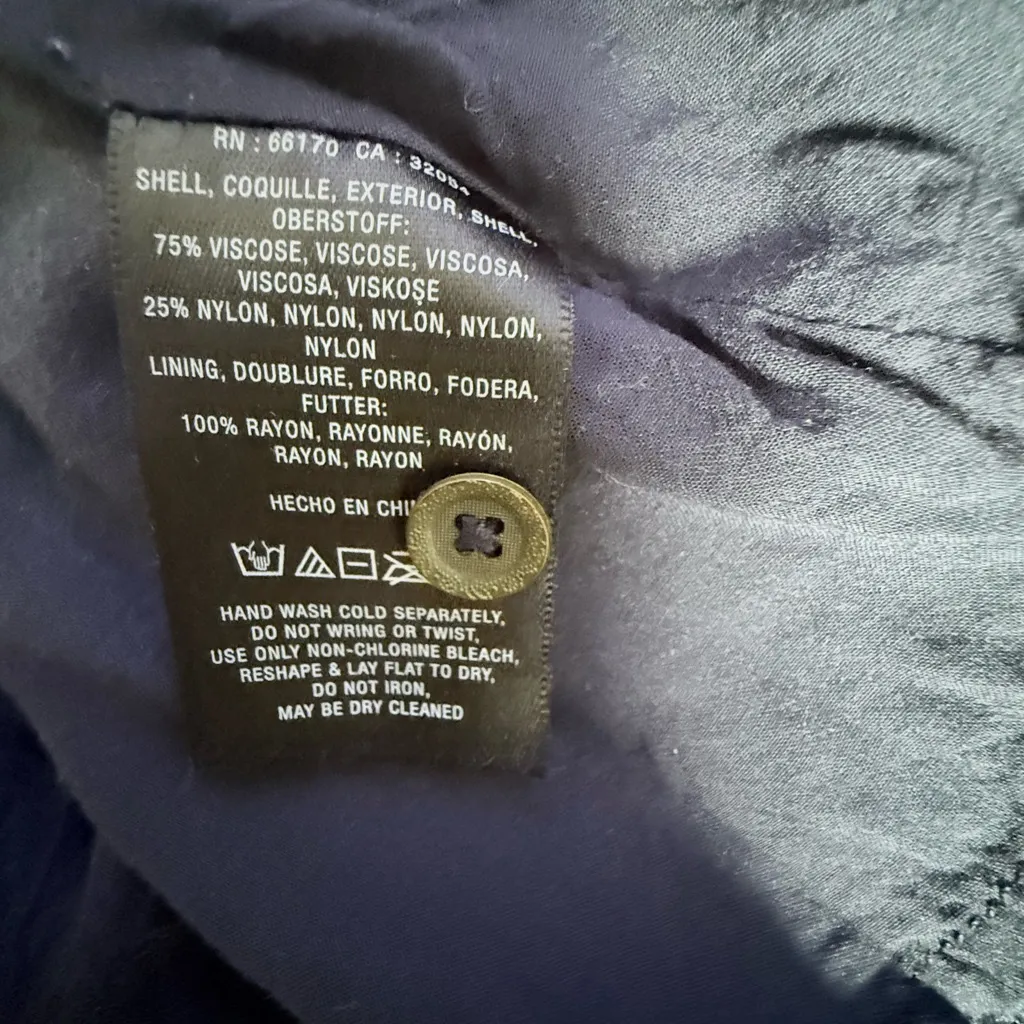 RN : 66170 CA :
SHELL, COQUILLE, EXTERIOR, SHELL,
OBERSTOFF:
75% VISCOSE, VISCOSE, VISCOSA,
VISCOSA, VISKOSE
25% NYLON, NYLON, NYLON, NYLON,
NYLON
LINING, DOUBLURE, FORRO, FODERA,
FUTTER:
100% RAYON, RAYONNE, RAYÓN,
RAYON, RAYON
HECHO EN
HAND WASH COLD SEPARATELY,
DO NOT WRING OR TWIST,
USE ONLY NON-CHLORINE BLEACH,
RESHAPE & LAY FLAT TO DRY,
DO NOT IRON,
MAY BE DRY CLEANED